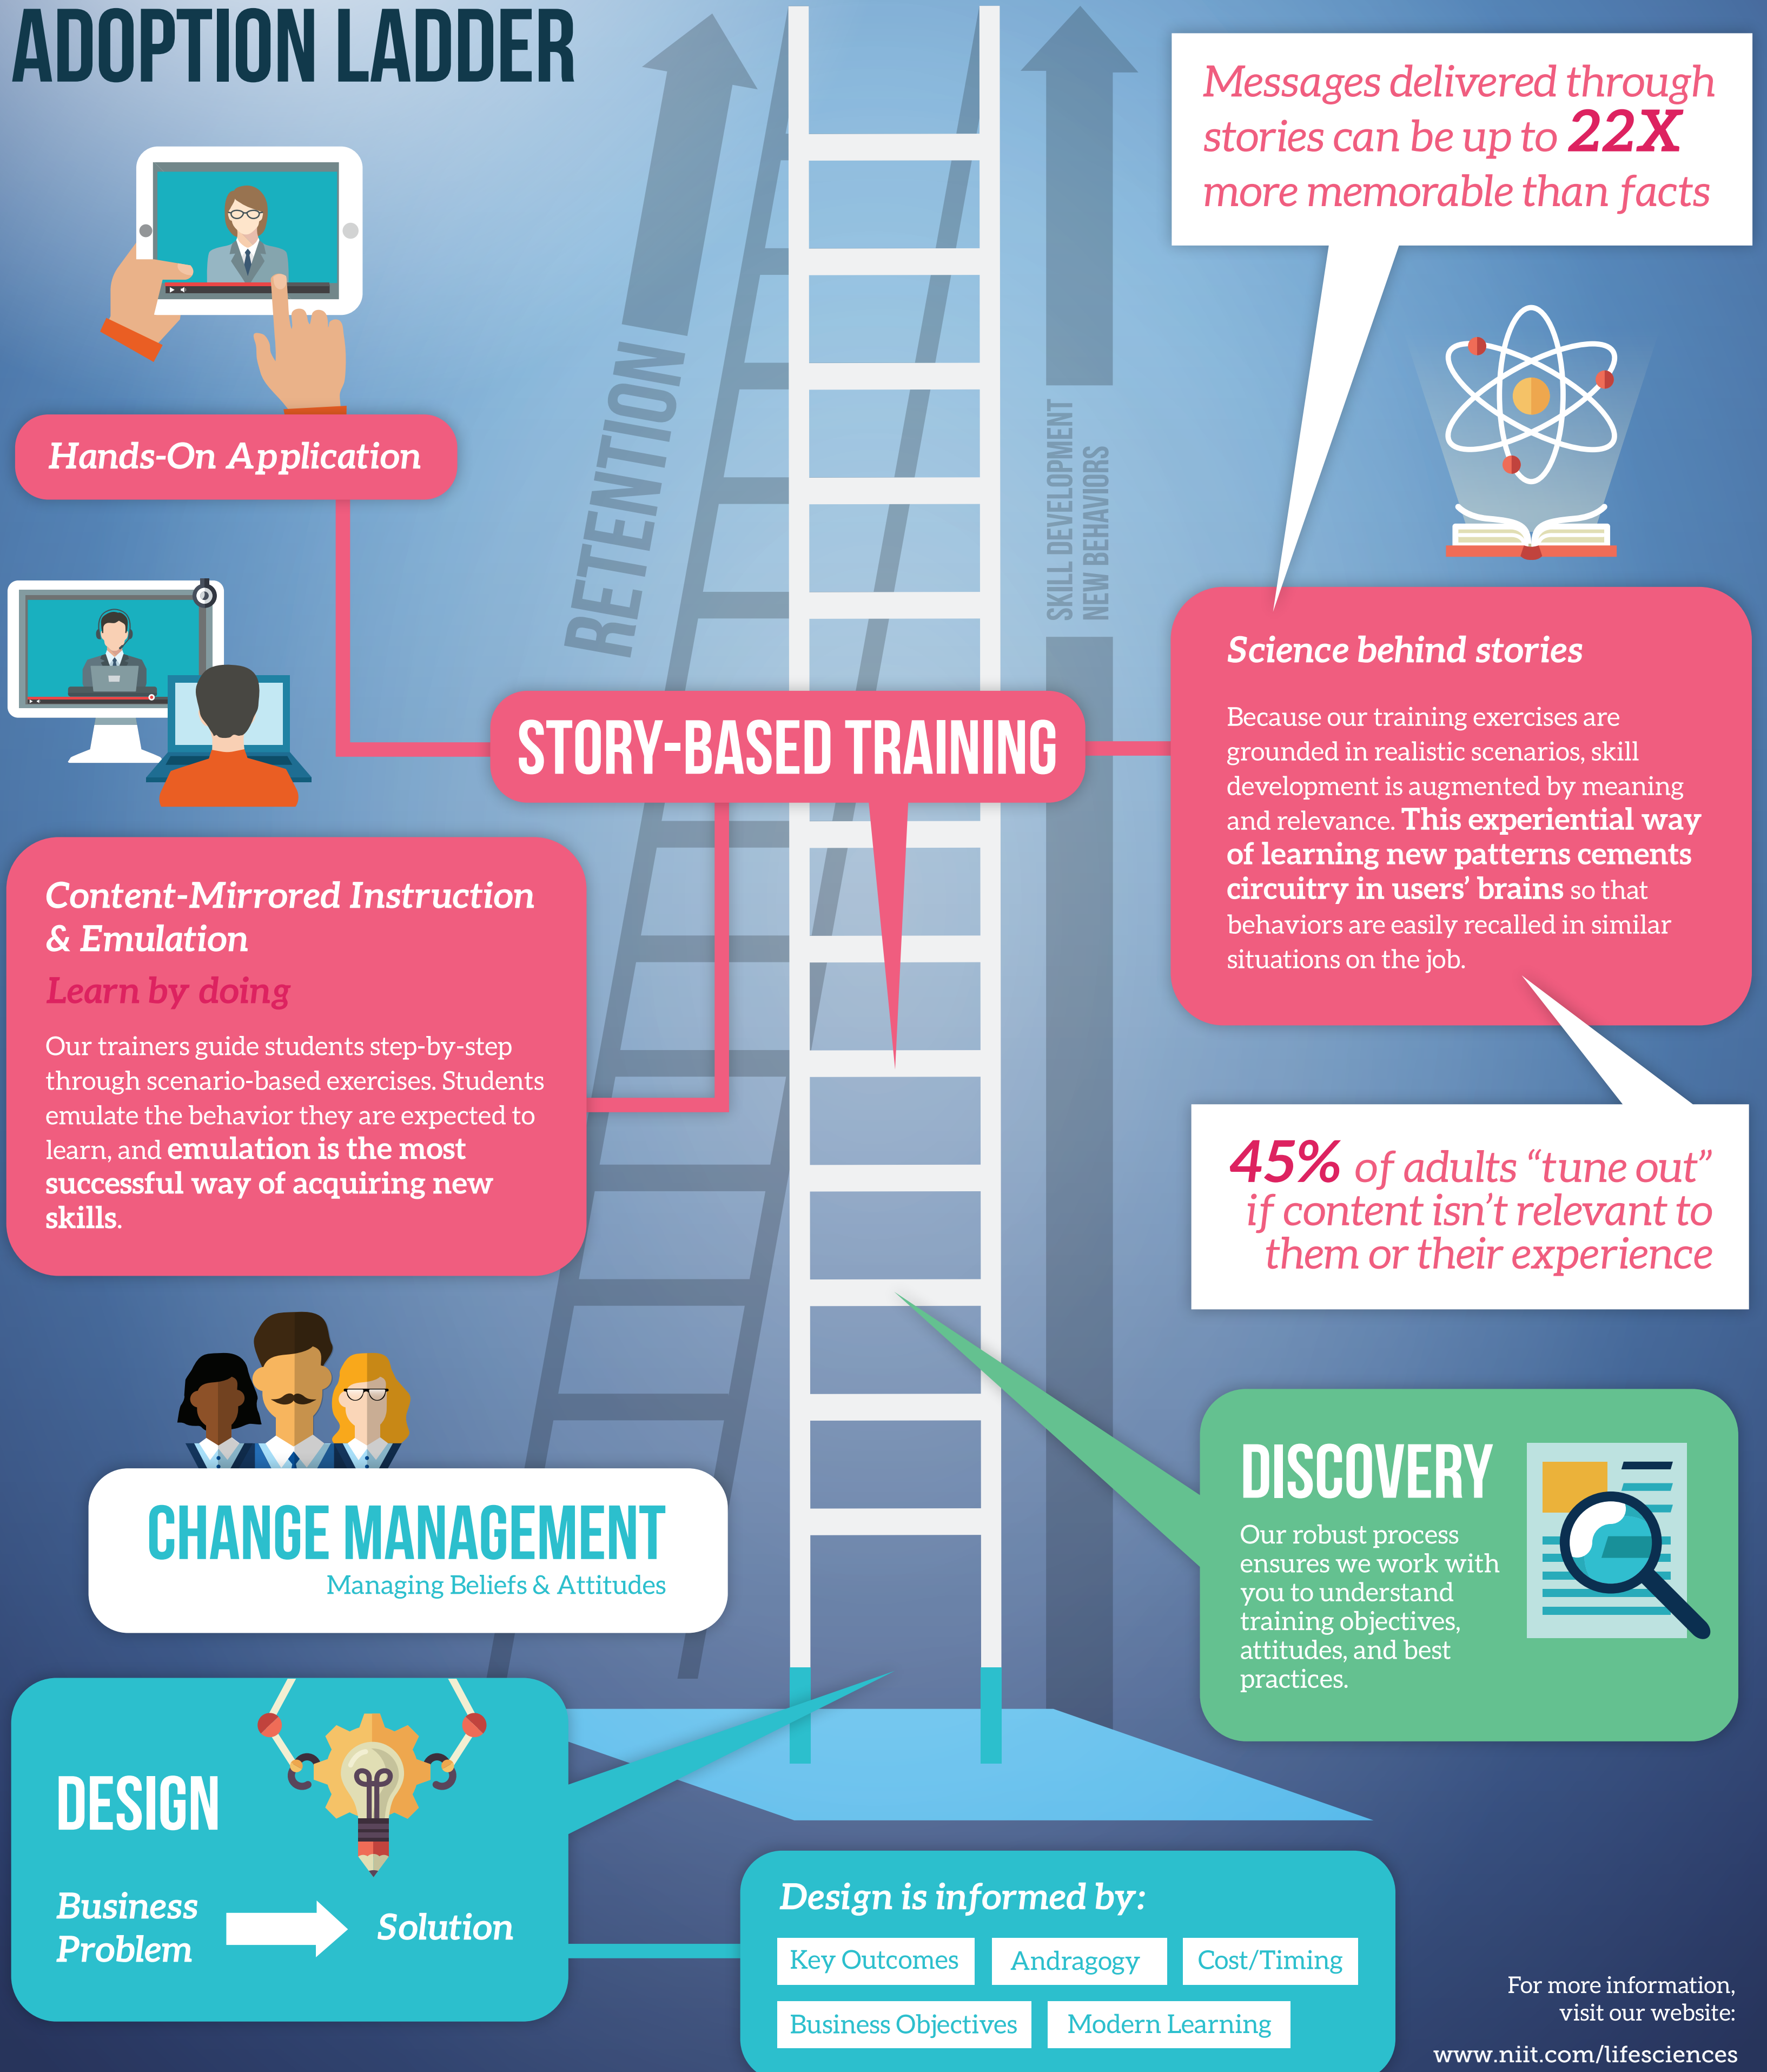 ADOPTION LADDER
Messages delivered through
stories can be up to 22X
more memorable than facts
Hands-On Application
RETENTION
SKILL DEVELOPMENT
NEW BEHAVIORS
STORY-BASED TRAINING
Science behind stories
Because our training exercises are
grounded in realistic scenarios, skill
development is augmented by meaning
and relevance. This experiential way
of learning new patterns cements
circuitry in users’ brains so that
behaviors are easily recalled in similar
situations on the job.
Content-Mirrored Instruction
& Emulation
Learn by doing
Our trainers guide students step-by-step
through scenario-based exercises. Students
emulate the behavior they are expected to
learn, and emulation is the most
successful way of acquiring new
skills.
45% of adults “tune out”
if content isn’t relevant to
them or their experience
DISCOVERY
Our robust process
ensures we work with
you to understand
training objectives,
attitudes, and best
practices.
CHANGE MANAGEMENT
Managing Beliefs & Attitudes
DESIGN
Business
Problem
Solution
Design is informed by:
Key Outcomes
Andragogy
Cost/Timing
Business Objectives
Modern Learning
For more information,
visit our website:
www.niit.com/lifesciences